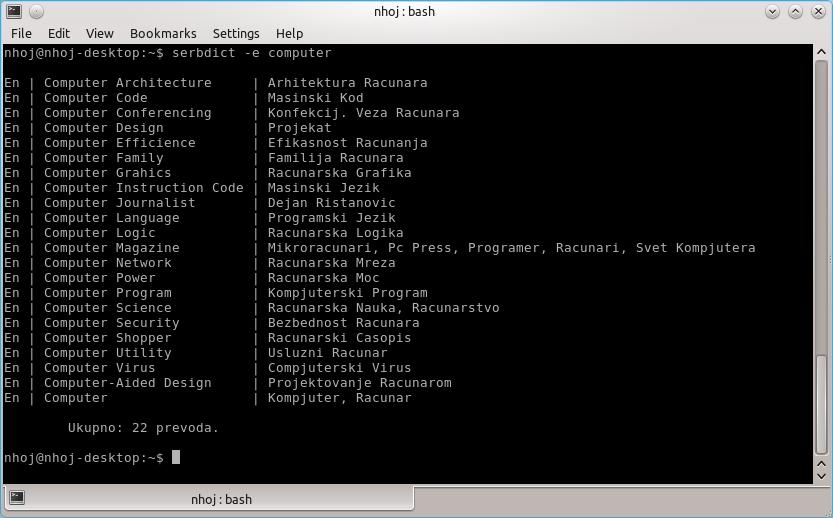 nhoj : bash
File Edit View Bookmarks Settings Help
nhoj@nhoj-desktop:~$ serbdict -e computer
En | Computer Architecture | Arhitektura Racunara
En | Computer Code | Masinski Kod
En | Computer Conferencing | Konfekcij. Veza Racunara
En | Computer Design | Projekat
En | Computer Efficience | Efikasnost Racunanja
En | Computer Family | Familija Racunara
En | Computer Grahics | Racunarska Grafika
En | Computer Instruction Code | Masinski Jezik
En | Computer Journalist | Dejan Ristanovic
En | Computer Language | Programski Jezik
En | Computer Logic | Racunarska Logika
En | Computer Magazine | Mikroracunari, Pc Press, Programer, Racunari, Svet Kompjutera
En | Computer Network | Racunarska Mreza
En | Computer Power | Racunarska Moc
En | Computer Program | Kompjuterski Program
En | Computer Science | Racunarska Nauka, Racunarstvo
En | Computer Security | Bezbednost Racunara
En | Computer Shopper | Racunarski Casopis
En | Computer Utility | Usluzni Racunar
En | Computer Virus | Compjuterski Virus
En | Computer-Aided Design | Projektovanje Racunarom
En | Computer | Kompjuter, Racunar
Ukupno: 22 prevoda.
nhoj@nhoj-desktop:~$
nhoj : bash